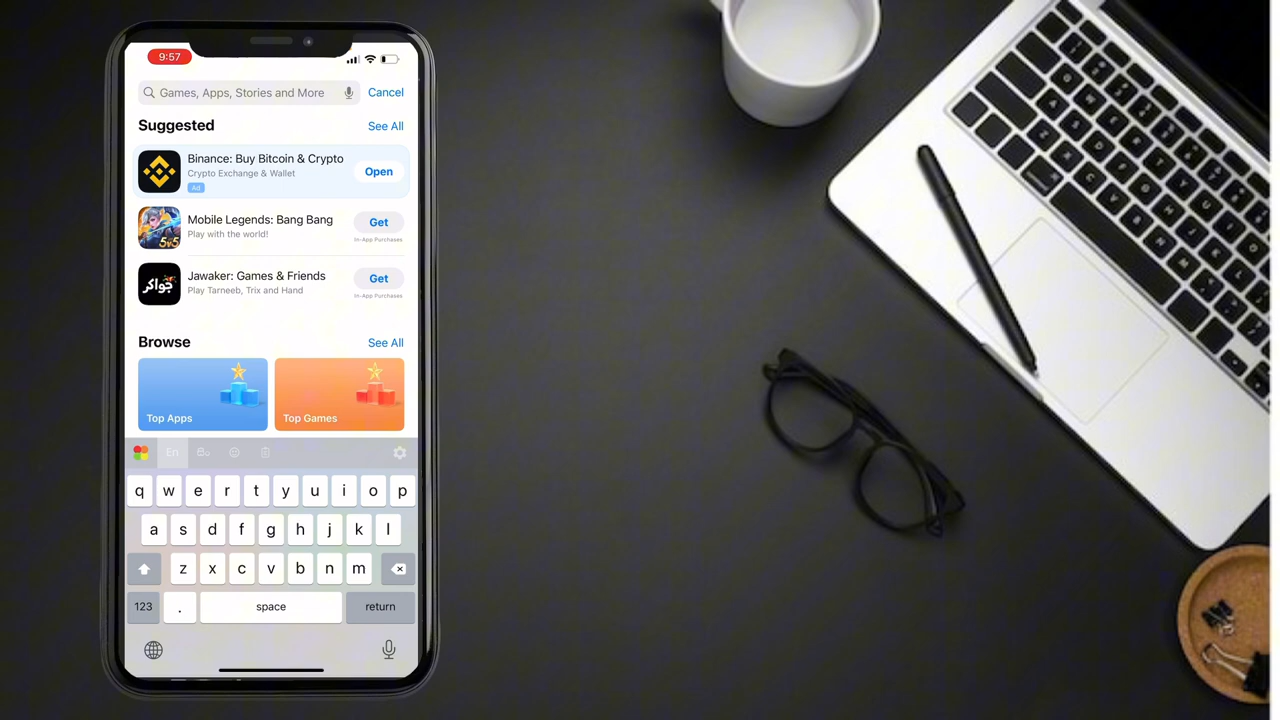 9:57
Games, Apps, Stories and More
Cancel
Suggested
See All
Binance: Buy Bitcoin & Crypto
Crypto Exchange & Wallet
Ad
Open
Mobile Legends: Bang Bang
Play with the world!
Get
In-App Purchases
5v5
Jawaker: Games & Friends
Play Tarneeb, Trix and Hand
Get
In-App Purchases
جواكر
Browse
See All
Top Apps
Top Games
En
q w e r t y u i o p
a s d f g h j k l
z x c v b n m
123 . space return